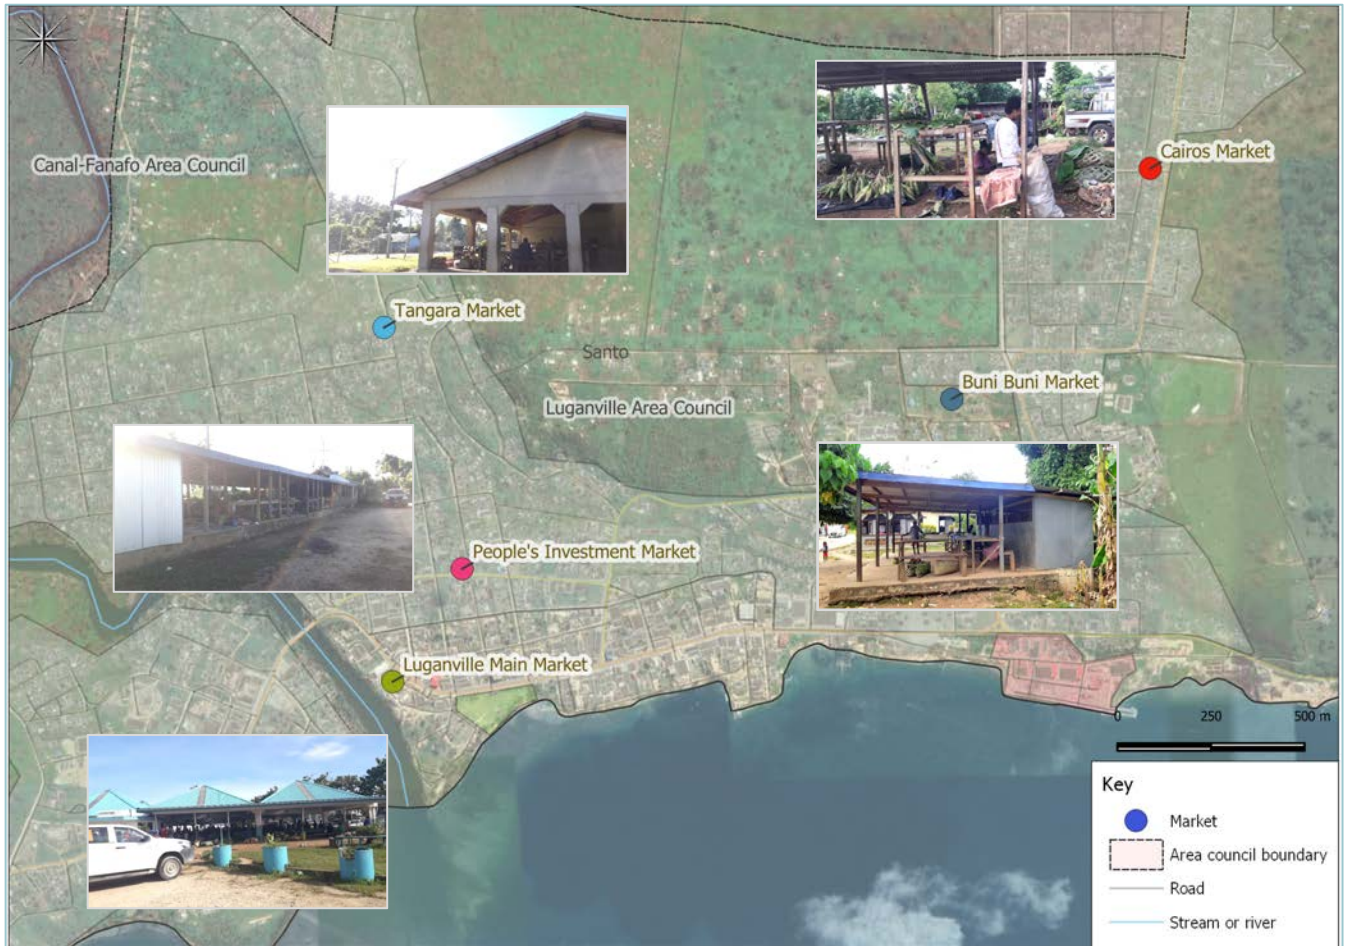 Canal-Fanafo Area Council
Cairos Market
Tangara Market
Santo
Buni Buni Market
Luganville Area Council
People's Investment Market
Luganville Main Market
0 250 500 m
Key
Market
Area council boundary
Road
Stream or river